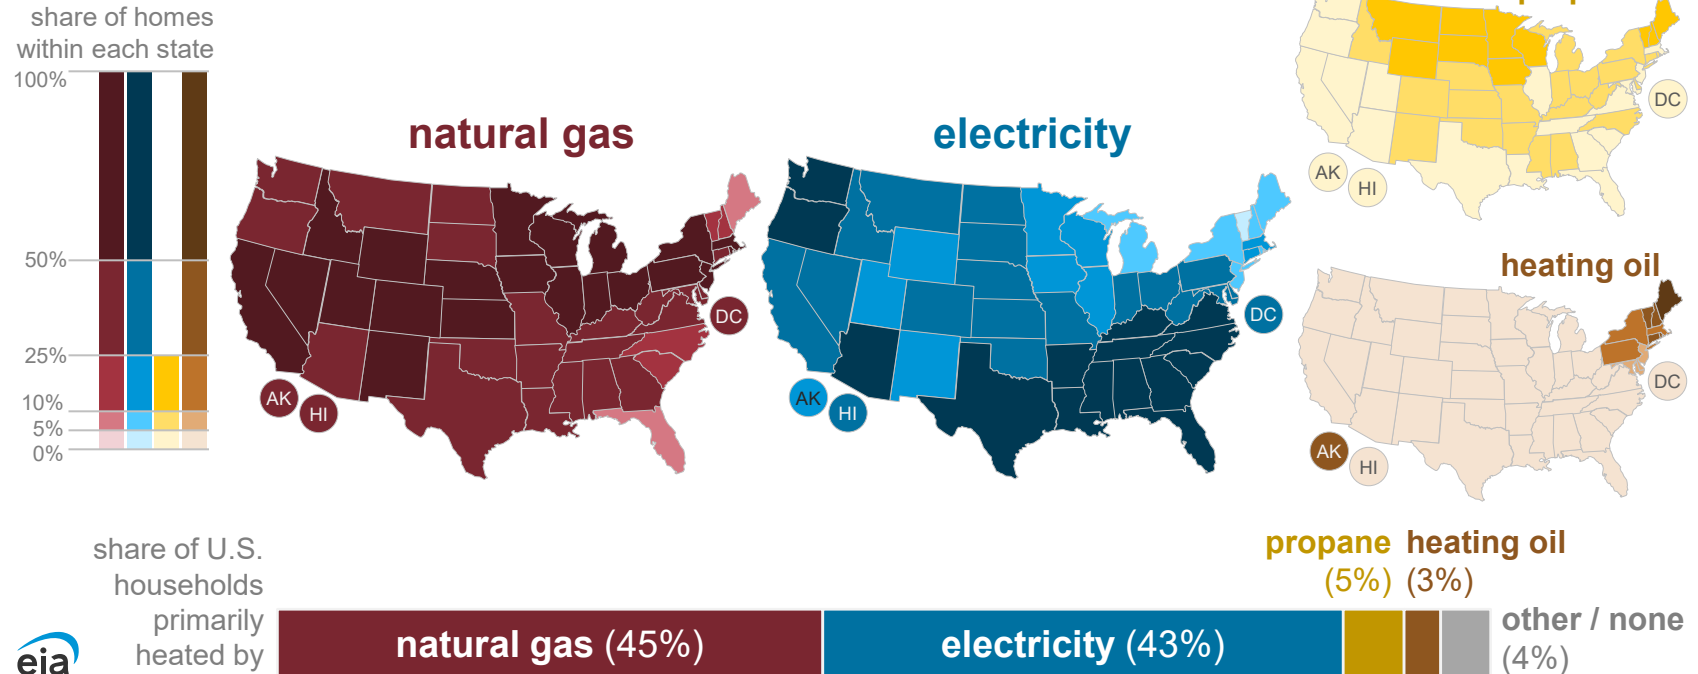 share of homes
within each state
100%
50%
25%
10%
5%
0%
natural gas
DC
AK
HI
electricity
DC
AK
HI
DC
AK
HI
heating oil
DC
AK
HI
share of U.S.
households
primarily
heated by
natural gas (45%)
electricity (43%)
propane
(5%)
heating oil
(3%)
other / none
(4%)
eia